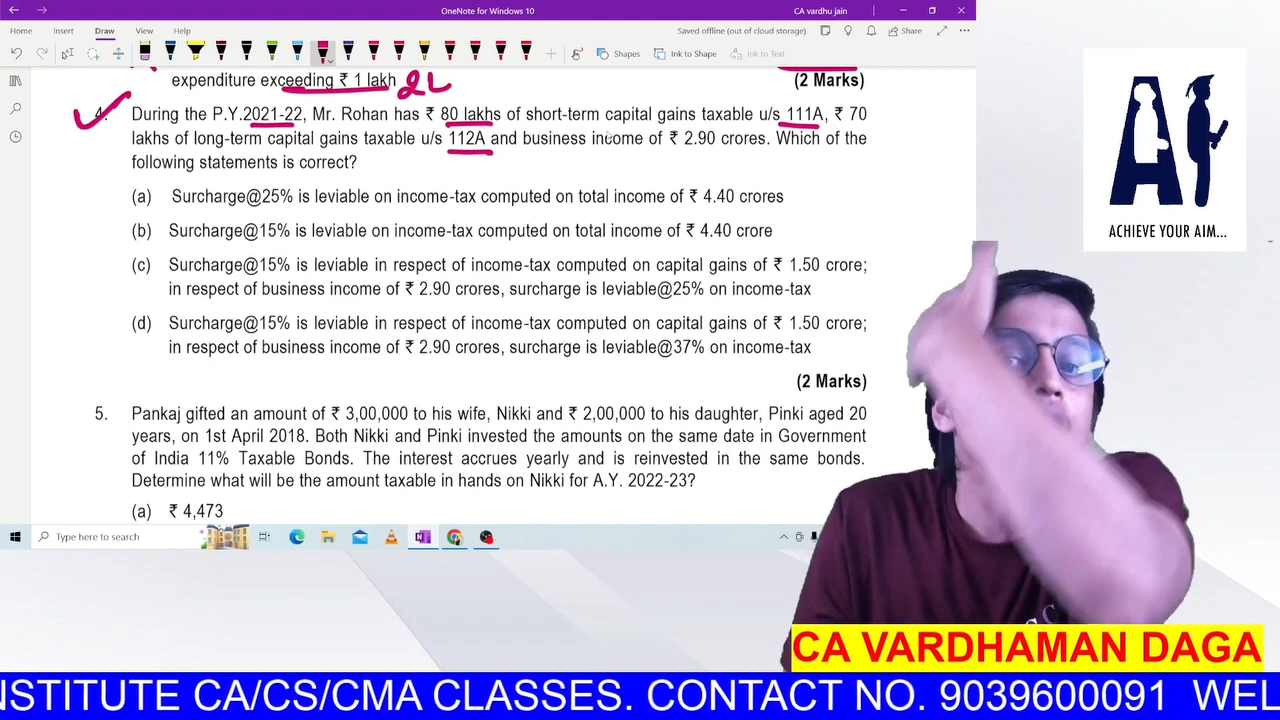 OneNote for Windows 10
CA vardhu jain
Home Insert Draw View Help
Saved offline (out of cloud storage)
Share
Shapes
Ink to Shape
Ink to Text
expenditure exceeding ₹ 1 lakh 2L
(2 Marks)
4. During the P.Y.2021-22, Mr. Rohan has ₹ 80 lakhs of short-term capital gains taxable u/s 111A, ₹ 70
lakhs of long-term capital gains taxable u/s 112A and business income of ₹ 2.90 crores. Which of the
following statements is correct?
(a) Surcharge@25% is leviable on income-tax computed on total income of ₹ 4.40 crores
(b) Surcharge@15% is leviable on income-tax computed on total income of ₹ 4.40 crore
(c) Surcharge@15% is leviable in respect of income-tax computed on capital gains of ₹ 1.50 crore;
in respect of business income of ₹ 2.90 crores, surcharge is leviable@25% on income-tax
(d) Surcharge@15% is leviable in respect of income-tax computed on capital gains of ₹ 1.50 crore;
in respect of business income of ₹ 2.90 crores, surcharge is leviable@37% on income-tax
(2 Marks)
5. Pankaj gifted an amount of ₹ 3,00,000 to his wife, Nikki and ₹ 2,00,000 to his daughter, Pinki aged 20
years, on 1st April 2018. Both Nikki and Pinki invested the amounts on the same date in Government
of India 11% Taxable Bonds. The interest accrues yearly and is reinvested in the same bonds.
Determine what will be the amount taxable in hands on Nikki for A.Y. 2022-23?
(a) ₹ 4,473
Type here to search
ACHIEVE YOUR AIM...
CA VARDHAMAN DAGA
NSTITUTE CA/CS/CMA CLASSES. CONTACT NO. 9039600091 WEL